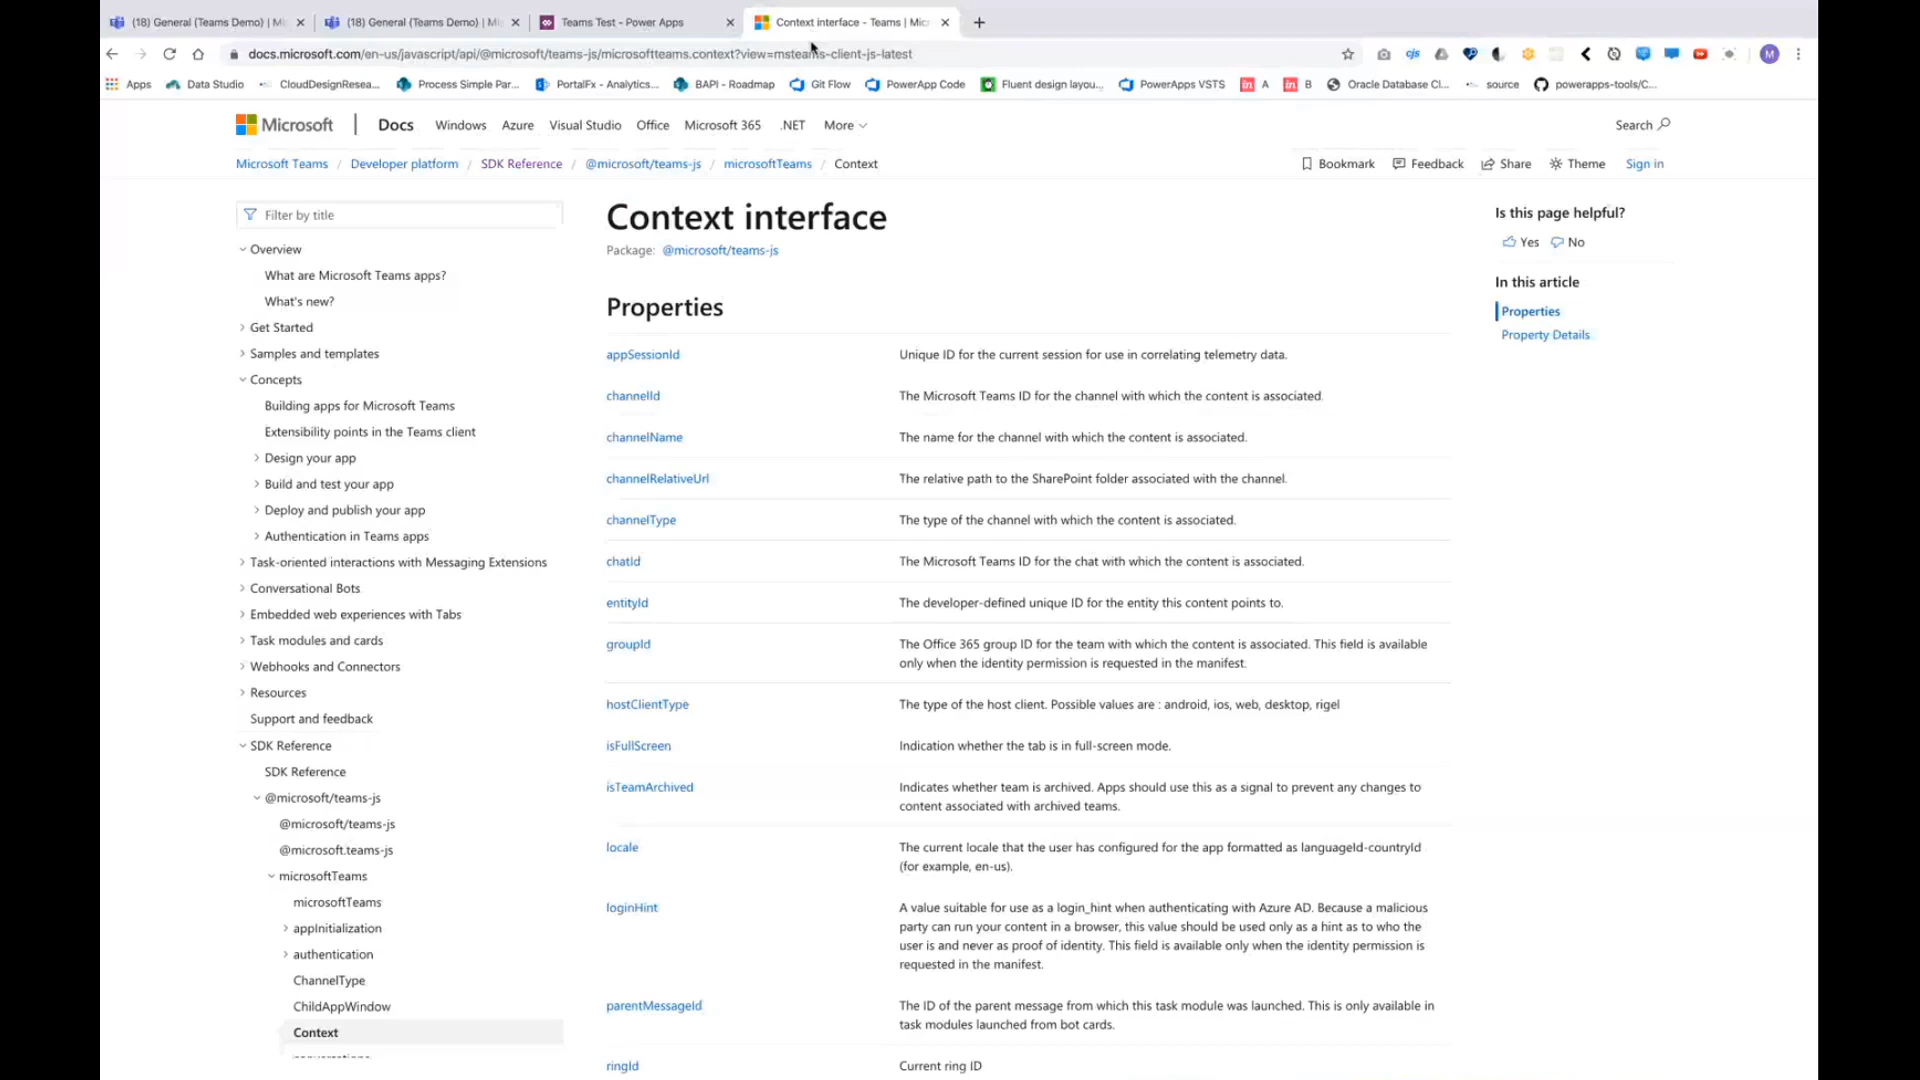 (18) General (Teams Demo) | Mi
(18) General (Teams Demo) | Mi
Teams Test - Power Apps
Context interface - Teams | Micr
docs.microsoft.com/en-us/javascript/api/@microsoft/teams-js/microsoftteams.context?view=msteams-client-js-latest
cjs
M
Apps
Data Studio
CloudDesignResea...
Process Simple Par...
PortalFx - Analytics...
BAPI - Roadmap
Git Flow
PowerApp Code
Fluent design layou...
PowerApps VSTS
A
B
Oracle Database Cl...
source
powerapps-tools/C...
Microsoft
Docs
Windows
Azure
Visual Studio
Office
Microsoft 365
.NET
More
Search
Microsoft Teams / Developer platform / SDK Reference / @microsoft/teams-js / microsoftTeams / Context
Bookmark
Feedback
Share
Theme
Sign in
Filter by title
Overview
What are Microsoft Teams apps?
What's new?
Get Started
Samples and templates
Concepts
Building apps for Microsoft Teams
Extensibility points in the Teams client
Design your app
Build and test your app
Deploy and publish your app
Authentication in Teams apps
Task-oriented interactions with Messaging Extensions
Conversational Bots
Embedded web experiences with Tabs
Task modules and cards
Webhooks and Connectors
Resources
Support and feedback
SDK Reference
SDK Reference
@microsoft/teams-js
@microsoft/teams-js
@microsoft.teams-js
microsoftTeams
microsoftTeams
appInitialization
authentication
ChannelType
ChildAppWindow
Context
Context interface
Package: @microsoft/teams-js
Properties
appSessionId
Unique ID for the current session for use in correlating telemetry data.
channelId
The Microsoft Teams ID for the channel with which the content is associated.
channelName
The name for the channel with which the content is associated.
channelRelativeUrl
The relative path to the SharePoint folder associated with the channel.
channelType
The type of the channel with which the content is associated.
chatId
The Microsoft Teams ID for the chat with which the content is associated.
entityId
The developer-defined unique ID for the entity this content points to.
groupId
The Office 365 group ID for the team with which the content is associated. This field is available
only when the identity permission is requested in the manifest.
hostClientType
The type of the host client. Possible values are : android, ios, web, desktop, rigel
isFullScreen
Indication whether the tab is in full-screen mode.
isTeamArchived
Indicates whether team is archived. Apps should use this as a signal to prevent any changes to
content associated with archived teams.
locale
The current locale that the user has configured for the app formatted as languageId-countryId
(for example, en-us).
loginHint
A value suitable for use as a login_hint when authenticating with Azure AD. Because a malicious
party can run your content in a browser, this value should be used only as a hint as to who the
user is and never as proof of identity. This field is available only when the identity permission is
requested in the manifest.
parentMessageId
The ID of the parent message from which this task module was launched. This is only available in
task modules launched from bot cards.
ringId
Current ring ID
Is this page helpful?
Yes
No
In this article
Properties
Property Details